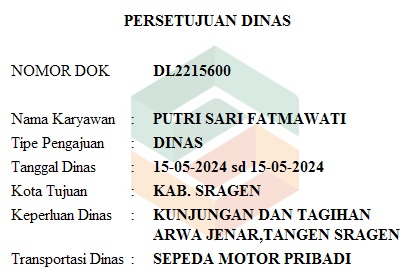 PERSETUJUAN DINAS
NOMOR DOK DL2215600
Nama Karyawan : PUTRI SARI FATMAWATI
Tipe Pengajuan : DINAS
Tanggal Dinas : 15-05-2024 sd 15-05-2024
Kota Tujuan : KAB. SRAGEN
Keperluan Dinas : KUNJUNGAN DAN TAGIHAN
ARWA JENAR,TANGEN SRAGEN
Transportasi Dinas : SEPEDA MOTOR PRIBADI